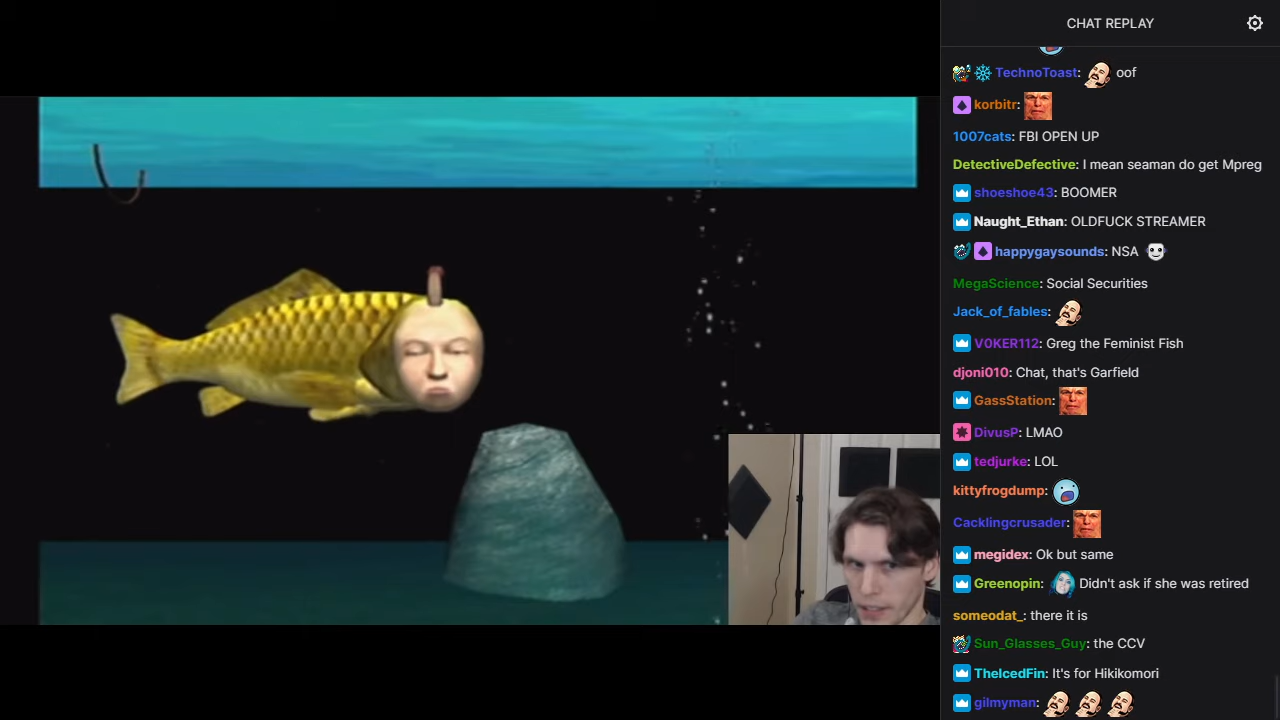 CHAT REPLAY
TechnoToast: oof
korbitr:
1007cats: FBI OPEN UP
DetectiveDefective: I mean seaman do get Mpreg
shoeshoe43: BOOMER
Naught_Ethan: OLDFUCK STREAMER
happygaysounds: NSA
MegaScience: Social Securities
Jack_of_fables:
V0KER112: Greg the Feminist Fish
djoni010: Chat, that's Garfield
GassStation:
DivusP: LMAO
tedjurke: LOL
kittyfrogdump:
Cacklingcrusader:
megidex: Ok but same
Greenopin: Didn't ask if she was retired
someodat_: there it is
Sun_Glasses_Guy: the CCV
TheIcedFin: It's for Hikikomori
gilmyman: